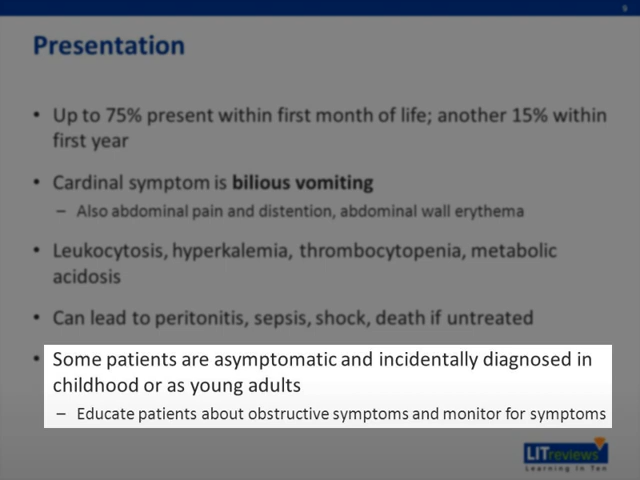 9
Presentation
• Up to 75% present within first month of life; another 15% within
first year
• Cardinal symptom is bilious vomiting
– Also abdominal pain and distention, abdominal wall erythema
• Leukocytosis, hyperkalemia, thrombocytopenia, metabolic
acidosis
• Can lead to peritonitis, sepsis, shock, death if untreated
• Some patients are asymptomatic and incidentally diagnosed in
childhood or as young adults
– Educate patients about obstructive symptoms and monitor for symptoms
LITreviews
Learning in Ten